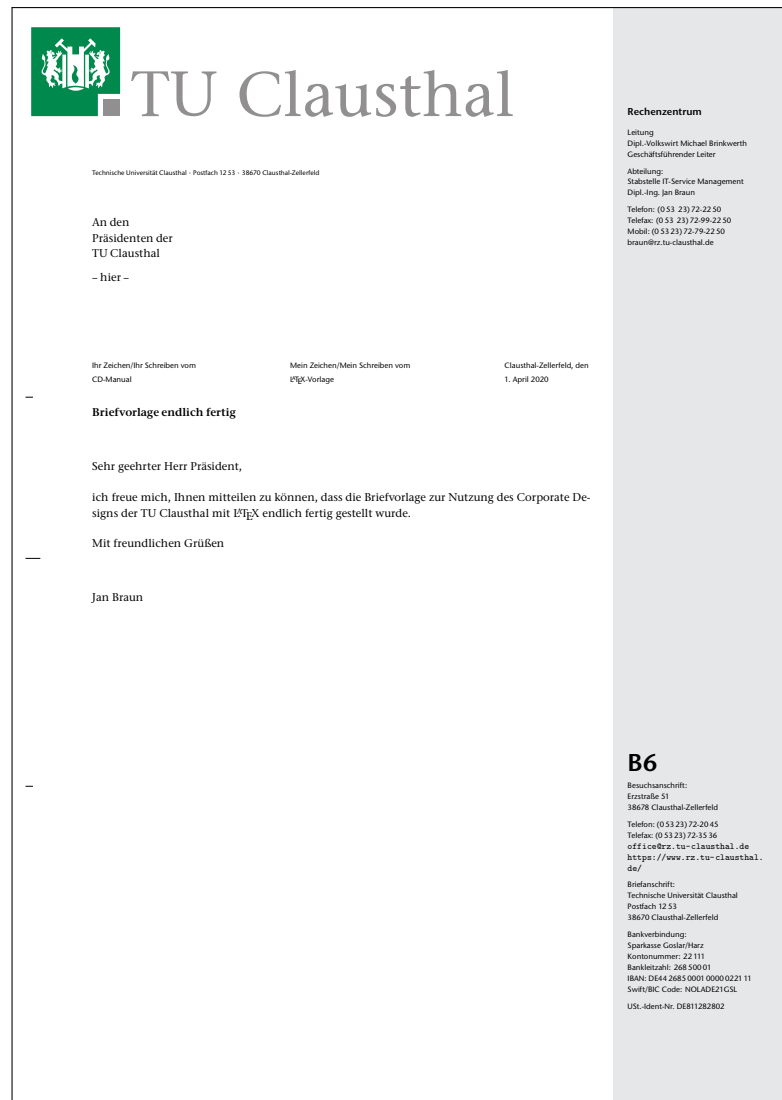 TU Clausthal
Technische Universität Clausthal · Postfach 12 53 · 38670 Clausthal-Zellerfeld
An den
Präsidenten der
TU Clausthal
– hier –
Ihr Zeichen/Ihr Schreiben vom
CD-Manual
Mein Zeichen/Mein Schreiben vom
LATEX-Vorlage
Clausthal-Zellerfeld, den
1. April 2020
Briefvorlage endlich fertig
Sehr geehrter Herr Präsident,
ich freue mich, Ihnen mitteilen zu können, dass die Briefvorlage zur Nutzung des Corporate De-
signs der TU Clausthal mit LATEX endlich fertig gestellt wurde.
Mit freundlichen Grüßen
Jan Braun
Rechenzentrum
Leitung
Dipl.-Volkswirt Michael Brinkwerth
Geschäftsführender Leiter
Abteilung:
Stabstelle IT-Service Management
Dipl.-Ing. Jan Braun
Telefon: (0 53 23) 72-22 50
Telefax: (0 53 23) 72-99-22 50
Mobil: (0 53 23) 72-79-22 50
braun@rz.tu-clausthal.de
B6
Besuchsanschrift:
Erzstraße 51
38678 Clausthal-Zellerfeld
Telefon: (0 53 23) 72-20 45
Telefax: (0 53 23) 72-35 36
office@rz.tu-clausthal.de
https://www.rz.tu-clausthal.
de/
Briefanschrift:
Technische Universität Clausthal
Postfach 12 53
38670 Clausthal-Zellerfeld
Bankverbindung:
Sparkasse Goslar/Harz
Kontonummer: 22 111
Bankleitzahl: 268 500 01
IBAN: DE44 2685 0001 0000 0221 11
Swift/BIC Code: NOLADE21GSL
USt.-Ident-Nr. DE811282802